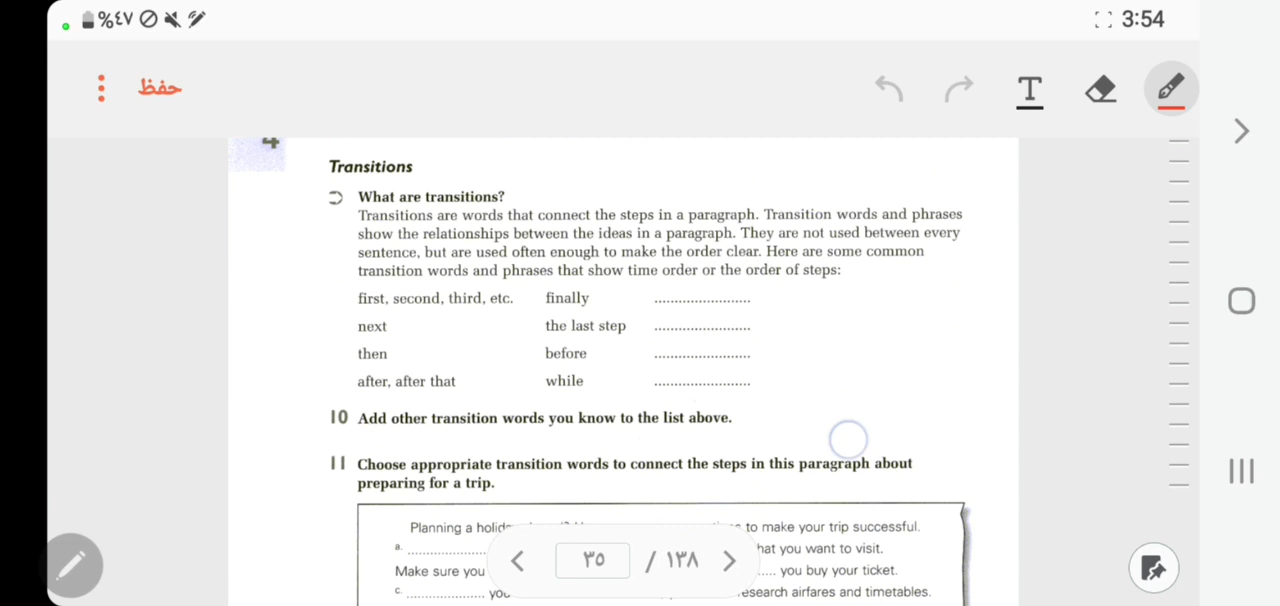 %٤٧ 3:54
حفظ T
4
Transitions
What are transitions?
Transitions are words that connect the steps in a paragraph. Transition words and phrases
show the relationships between the ideas in a paragraph. They are not used between every
sentence, but are used often enough to make the order clear. Here are some common
transition words and phrases that show time order or the order of steps:
first, second, third, etc. finally ........................
next the last step ........................
then before ........................
after, after that while ........................
10 Add other transition words you know to the list above.
11 Choose appropriate transition words to connect the steps in this paragraph about
preparing for a trip.
Planning a to make your trip successful.
a. .................... you want to visit.
Make sure you ..... you buy your ticket.
c. .................... airfares and timetables.
٣٥ / ١٣٨